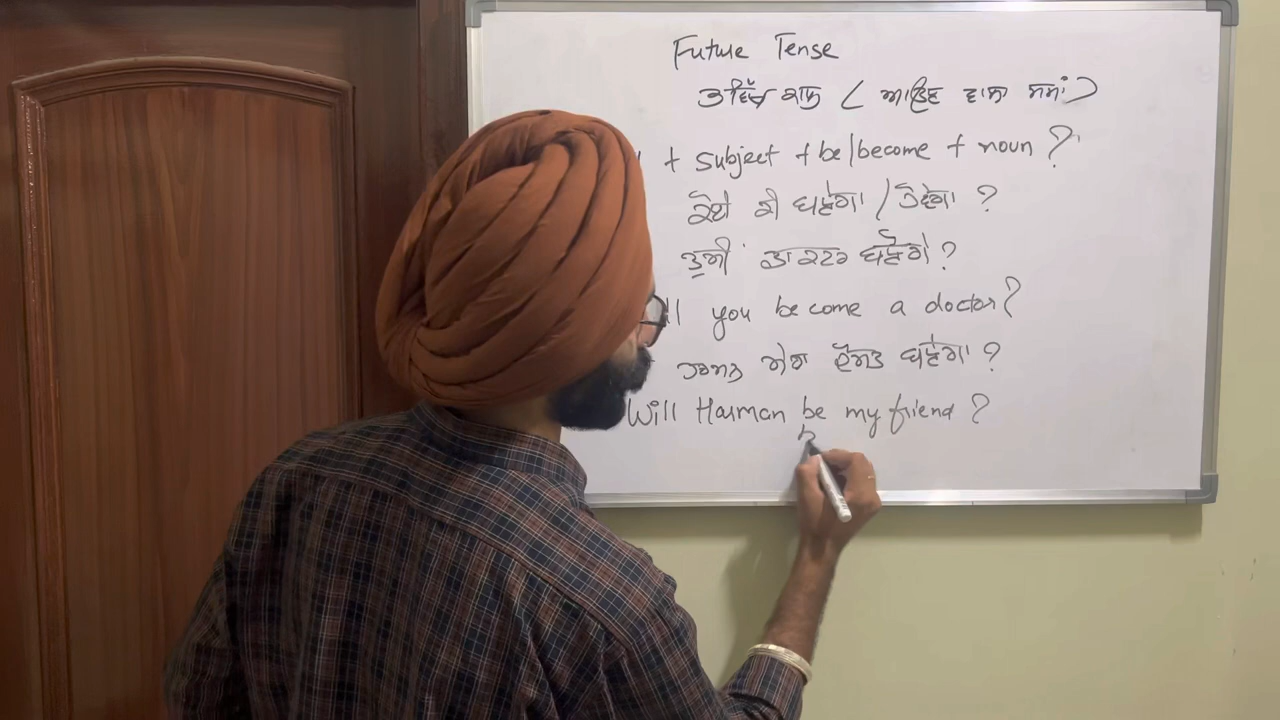 Future Tense
ਭਵਿੱਖ ਕਾਲ ( ਆਉਣ ਵਾਲਾ ਸਮਾਂ )
+ subject + be/become + noun ?
ਕੋਈ ਕੀ ਬਣੇਗਾ / ਹੋਵੇਗਾ ?
ਤੁਸੀਂ ਡਾਕਟਰ ਬਣੋਗੇ ?
ll you become a doctor?
ਹਰਮਨ ਮੇਰਾ ਦੋਸਤ ਬਣੇਗਾ ?
Will Harman be my friend ?
b